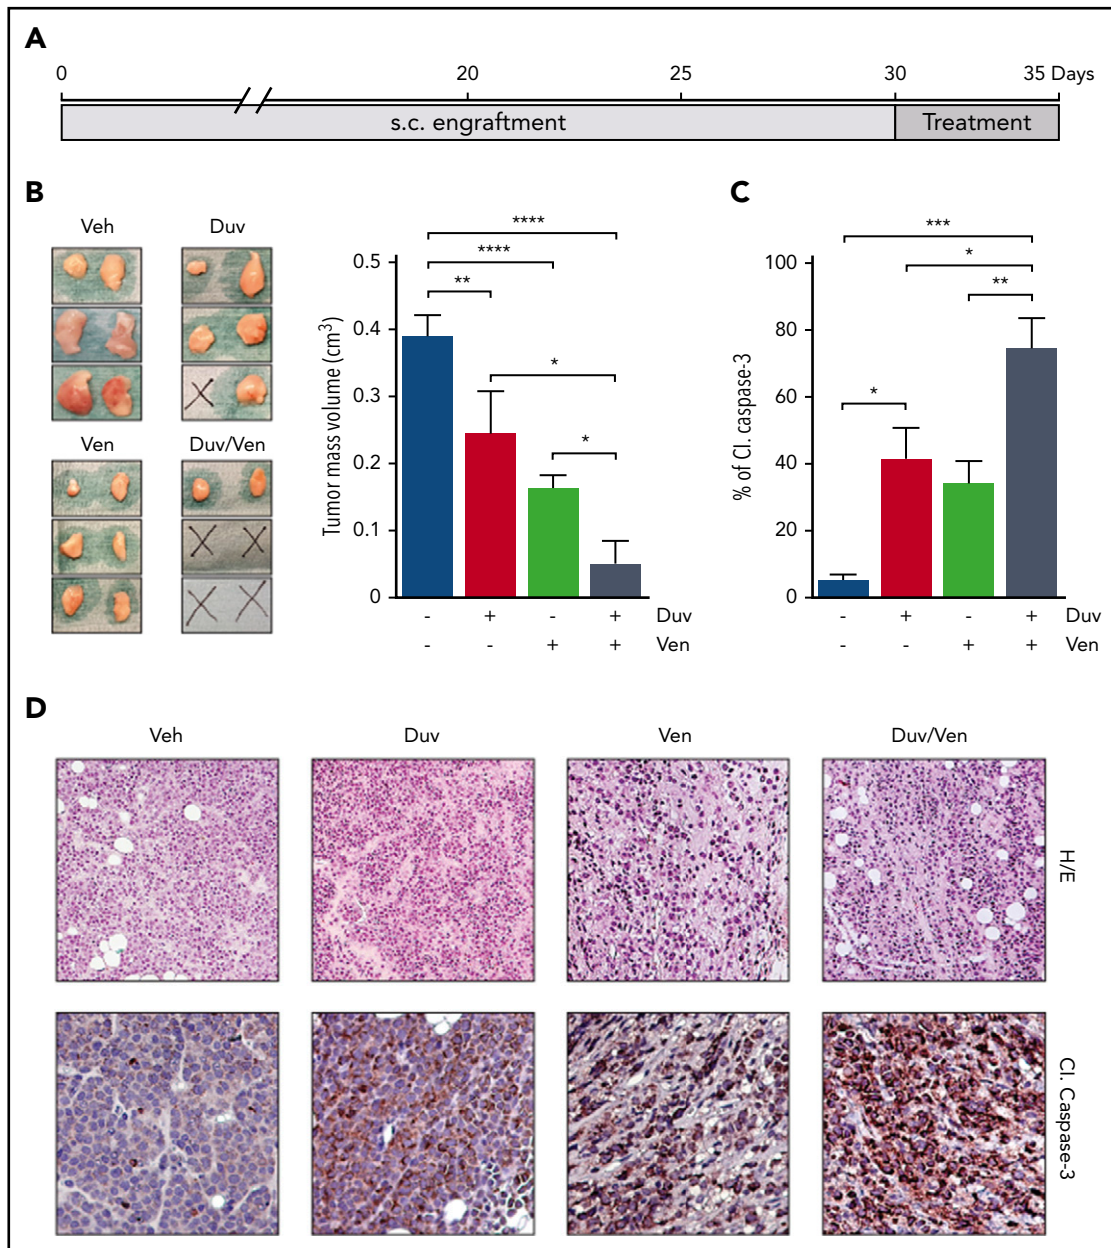 A
0 20 25 30 35 Days
s.c. engraftment Treatment
B
Veh Duv
Ven Duv/Ven
X
X X
X X
Tumor mass volume (cm³)
0.5
0.4
0.3
0.2
0.1
0
****
****
**
*
*
- + - + Duv
- - + + Ven
C
% of Cl. caspase-3
100
80
60
40
20
0
***
*
**
*
- + - + Duv
- - + + Ven
D
Veh Duv Ven Duv/Ven
H/E
Cl. Caspase-3